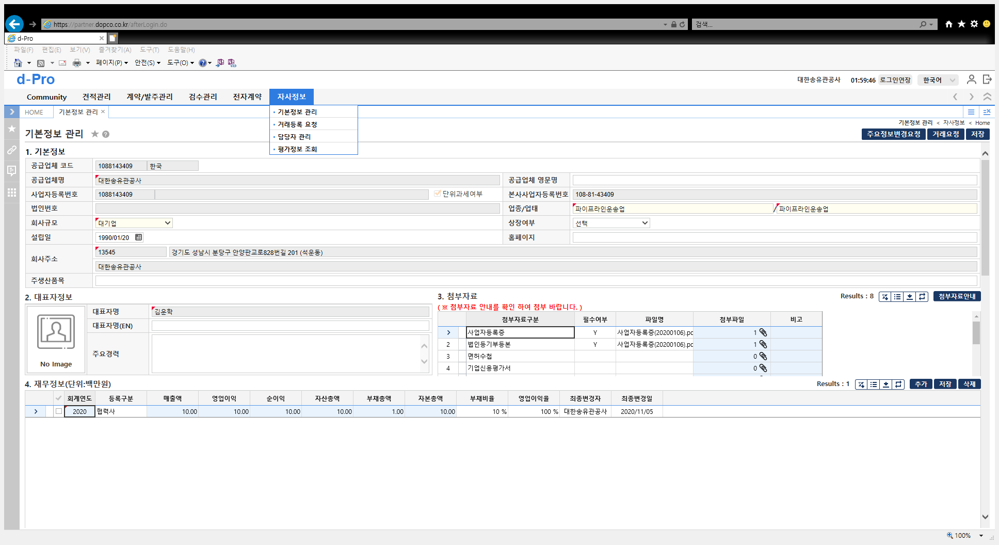 https://partner.dopco.co.kr/afterLogin.do
검색...
d-Pro
파일(F) 편집(E) 보기(V) 즐겨찾기(A) 도구(T) 도움말(H)
페이지(P) 안전(S) 도구(O)
d-Pro
대한송유관공사 01:59:46 로그인연장 한국어
Community 견적관리 계약/발주관리 검수관리 전자계약 자사정보
HOME 기본정보 관리
기본정보 관리
거래등록 요청
담당자 관리
평가정보 조회
기본정보 관리 < 자사정보 < Home
기본정보 관리
주요정보변경요청 거래요청 저장
1. 기본정보
공급업체 코드 1088143409 한국
공급업체명 대한송유관공사 공급업체 영문명
사업자등록번호 1088143409 단위과세여부 본사사업자등록번호 108-81-43409
법인번호 업종/업태 파이프라인운송업 / 파이프라인운송업
회사규모 대기업 상장여부 선택
설립일 1990/01/20 홈페이지
회사주소 13545 경기도 성남시 분당구 안양판교로828번길 201 (석운동)
대한송유관공사
주생산품목
2. 대표자정보
No Image
대표자명 김운학
대표자명(EN)
주요경력
3. 첨부자료 Results : 8 첨부자료안내
( ※ 첨부자료 안내를 확인 하여 첨부 바랍니다. )
첨부자료구분 필수여부 파일명 첨부파일 비고
사업자등록증 Y 사업자등록증(20200106).pc 1
2 법인등기부등본 Y 사업자등록증(20200106).pc 1
3 면허수첩 0
4 기업신용평가서 0
4. 재무정보(단위:백만원) Results : 1 추가 저장 삭제
회계연도 등록구분 매출액 영업이익 순이익 자산총액 부채총액 자본총액 부채비율 영업이익율 최종변경자 최종변경일
2020 협력사 10.00 10.00 10.00 10.00 1.00 10.00 10 % 100 % 대한송유관공사 2020/11/05
100%